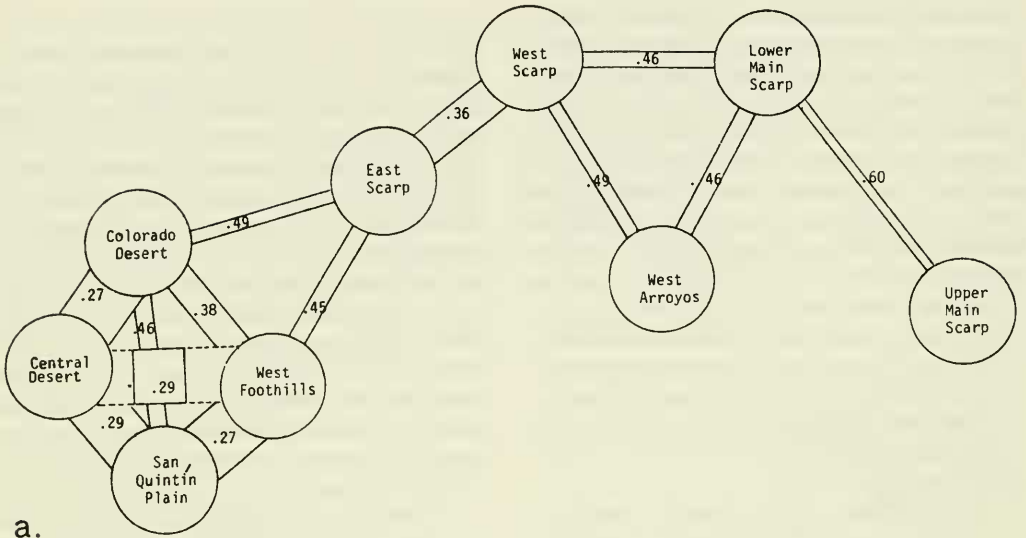 West
Scarp
.46
Lower
Main
Scarp
.36
East
Scarp
.49
.46
.60
Colorado
Desert
.49
West
Arroyos
Upper
Main
Scarp
.27
.38
.45
.46
Central
Desert
.29
West
Foothills
.29
.27
San
Quintín
Plain
a.